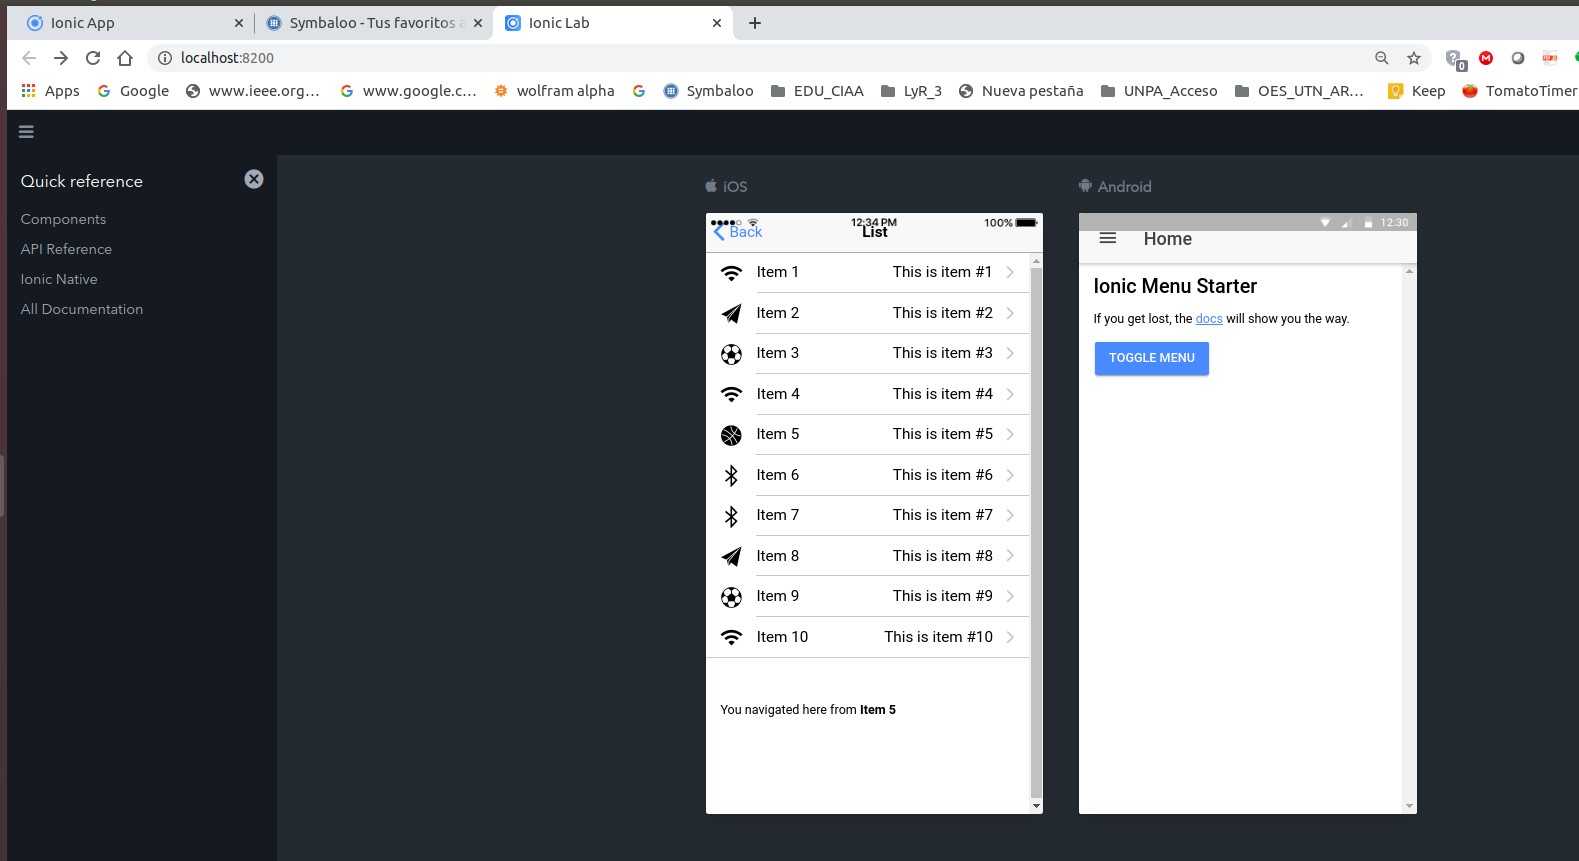 Ionic App
Symbaloo - Tus favoritos a
Ionic Lab
localhost:8200
0
Apps Google www.ieee.org... www.google.c... wolfram alpha Symbaloo EDU_CIAA LyR_3 Nueva pestaña UNPA_Acceso OES_UTN_AR... Keep TomatoTimer
Quick reference
Components
API Reference
Ionic Native
All Documentation
iOS
12:34 PM 100%
Back List
Item 1 This is item #1
Item 2 This is item #2
Item 3 This is item #3
Item 4 This is item #4
Item 5 This is item #5
Item 6 This is item #6
Item 7 This is item #7
Item 8 This is item #8
Item 9 This is item #9
Item 10 This is item #10
You navigated here from Item 5
Android
12:30
Home
Ionic Menu Starter
If you get lost, the docs will show you the way.
TOGGLE MENU